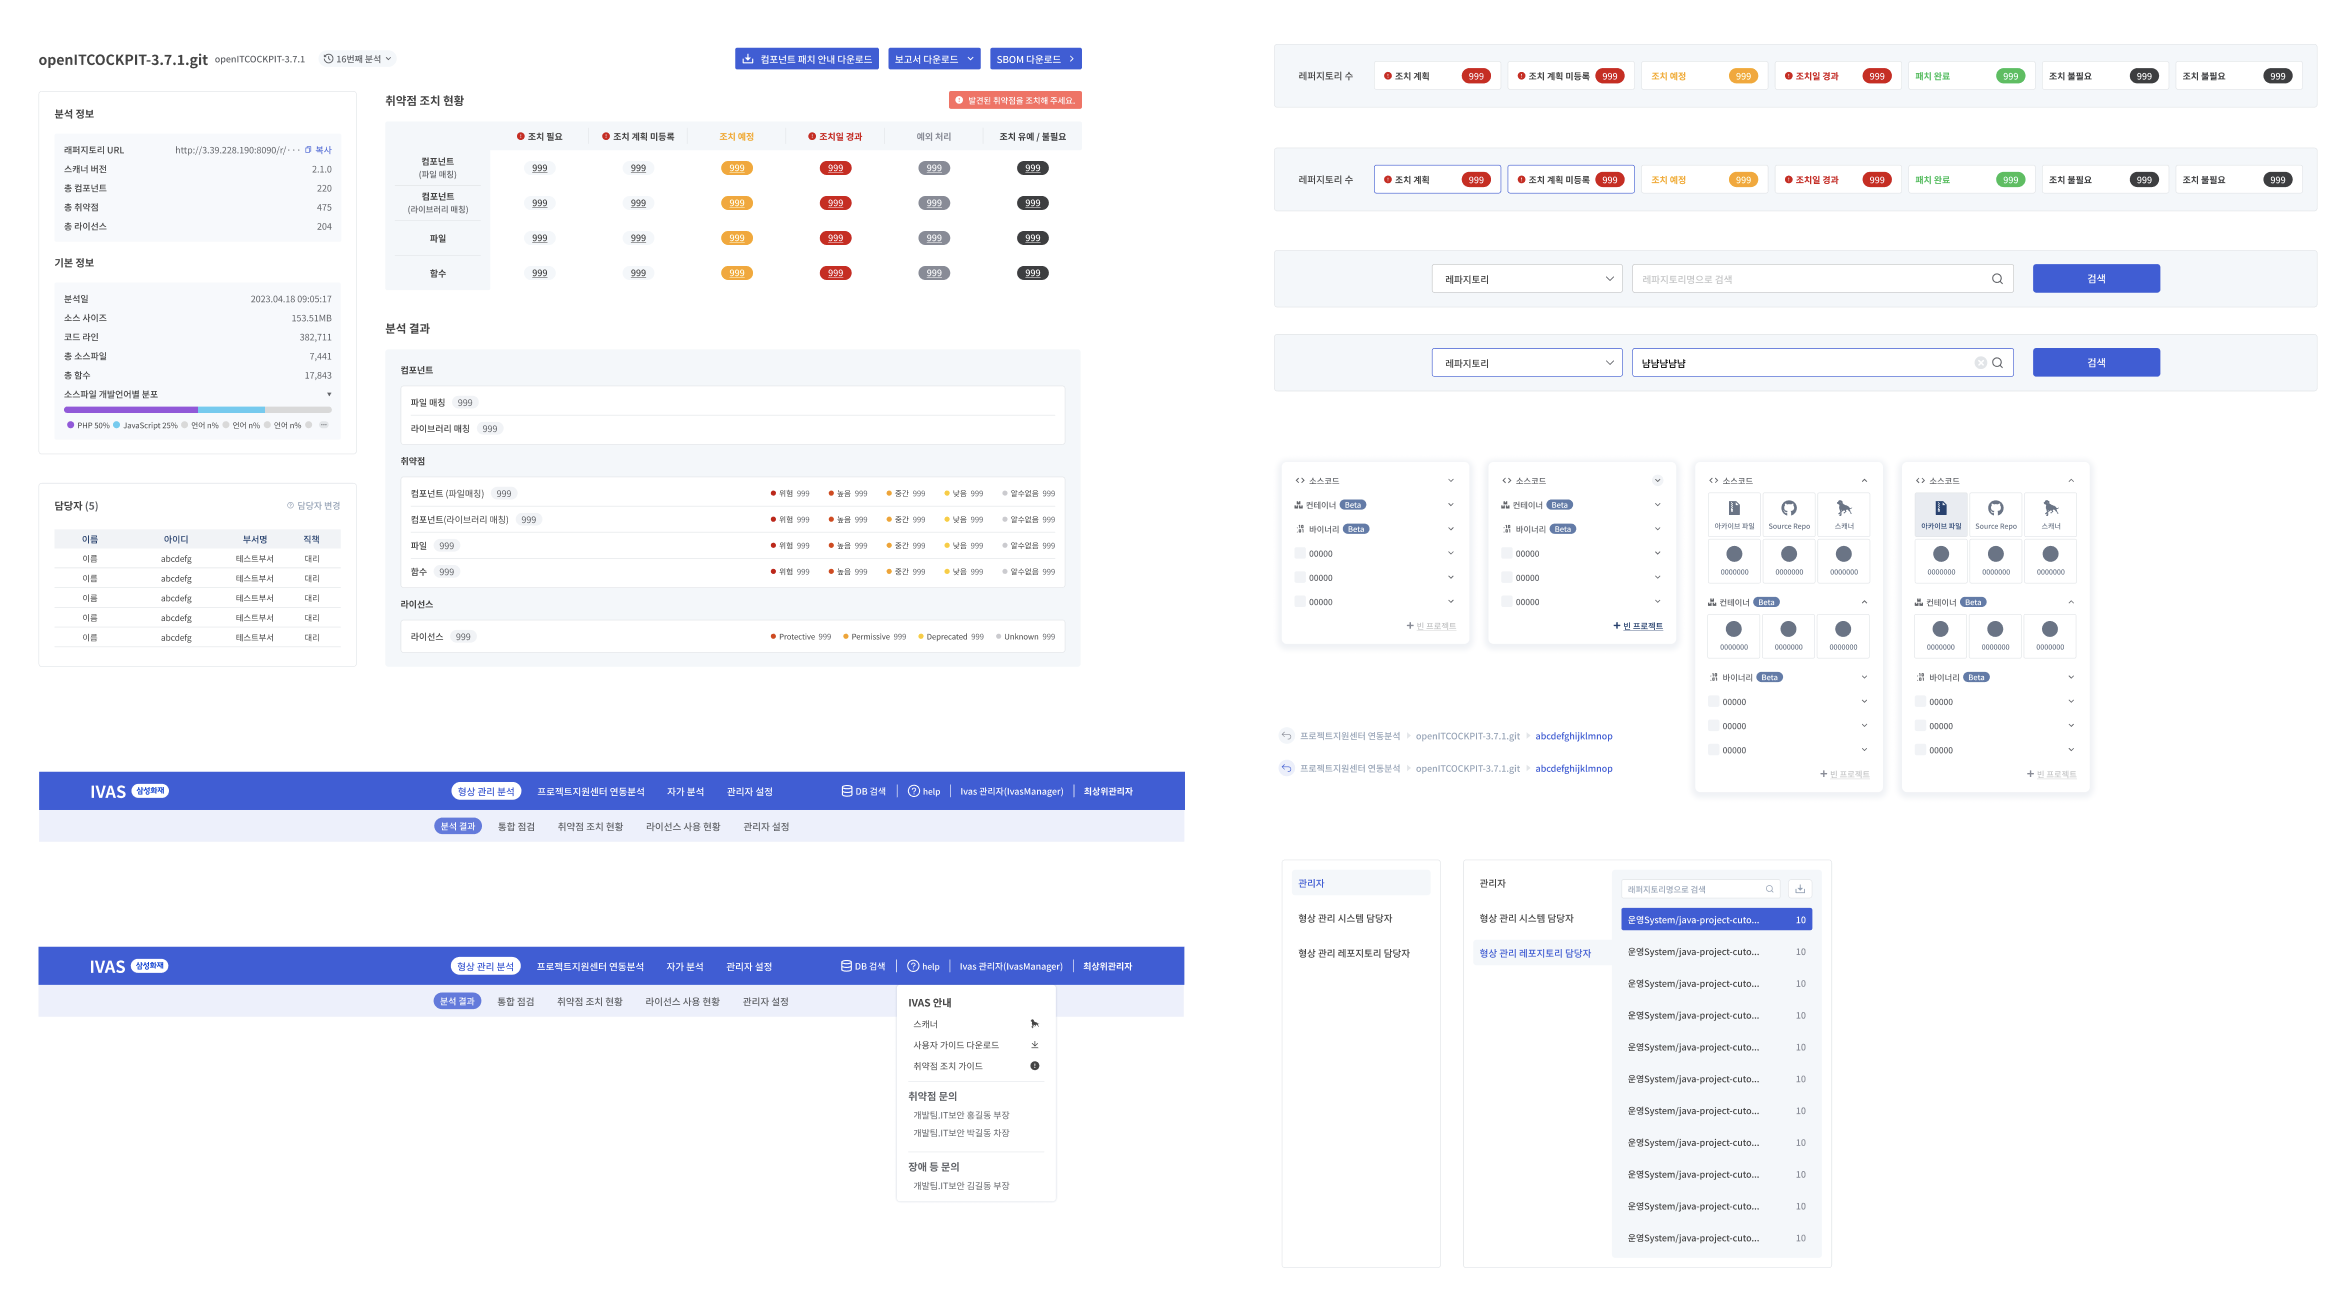 openITCOCKPIT-3.7.1.git openITCOCKPIT-3.7.1 16번째 분석
컴포넌트 패치 안내 다운로드 보고서 다운로드 SBOM 다운로드
분석 정보
래퍼지토리 URL http://3.39.228.190:8090/r/··· 복사
스캐너 버전 2.1.0
총 컴포넌트 220
총 취약점 475
총 라이선스 204
기본 정보
분석일 2023.04.18 09:05:17
소스 사이즈 153.51MB
코드 라인 382,711
총 소스파일 7,441
총 함수 17,843
소스파일 개발언어별 분포
PHP 50% JavaScript 25% 언어 n% 언어 n% 언어 n%
담당자 (5) 담당자 변경
이름 아이디 부서명 직책
이름 abcdefg 테스트부서 대리
이름 abcdefg 테스트부서 대리
이름 abcdefg 테스트부서 대리
이름 abcdefg 테스트부서 대리
이름 abcdefg 테스트부서 대리
취약점 조치 현황 발견된 취약점을 조치해 주세요.
조치 필요 조치 계획 미등록 조치 예정 조치일 경과 예외 처리 조치 유예 / 불필요
컴포넌트
(파일 매칭) 999 999 999 999 999 999
컴포넌트
(라이브러리 매칭) 999 999 999 999 999 999
파일 999 999 999 999 999 999
함수 999 999 999 999 999 999
분석 결과
컴포넌트
파일 매칭 999
라이브러리 매칭 999
취약점
컴포넌트 (파일매칭) 999 위험 999 높음 999 중간 999 낮음 999 알수없음 999
컴포넌트(라이브러리 매칭) 999 위험 999 높음 999 중간 999 낮음 999 알수없음 999
파일 999 위험 999 높음 999 중간 999 낮음 999 알수없음 999
함수 999 위험 999 높음 999 중간 999 낮음 999 알수없음 999
라이선스
라이선스 999 Protective 999 Permissive 999 Deprecated 999 Unknown 999
IVAS 삼성화재 형상 관리 분석 프로젝트지원센터 연동분석 자가 분석 관리자 설정 DB 검색 help Ivas 관리자(IvasManager) 최상위관리자
분석 결과 통합 점검 취약점 조치 현황 라이선스 사용 현황 관리자 설정
IVAS 삼성화재 형상 관리 분석 프로젝트지원센터 연동분석 자가 분석 관리자 설정 DB 검색 help Ivas 관리자(IvasManager) 최상위관리자
분석 결과 통합 점검 취약점 조치 현황 라이선스 사용 현황 관리자 설정
IVAS 안내
스캐너
사용자 가이드 다운로드
취약점 조치 가이드
취약점 문의
개발팀.IT보안 홍길동 부장
개발팀.IT보안 박길동 차장
장애 등 문의
개발팀.IT보안 김길동 부장
레퍼지토리 수 조치 계획 999 조치 계획 미등록 999 조치 예정 999 조치일 경과 999 패치 완료 999 조치 불필요 999 조치 불필요 999
레퍼지토리 수 조치 계획 999 조치 계획 미등록 999 조치 예정 999 조치일 경과 999 패치 완료 999 조치 불필요 999 조치 불필요 999
레파지토리 레파지토리명으로 검색 검색
레파지토리 냠냠냠냠냠 검색
소스코드
컨테이너 Beta
바이너리 Beta
00000
00000
00000
+ 빈 프로젝트
소스코드
컨테이너 Beta
바이너리 Beta
00000
00000
00000
+ 빈 프로젝트
소스코드
아카이브 파일 Source Repo 스캐너
0000000 0000000 0000000
컨테이너 Beta
0000000 0000000 0000000
바이너리 Beta
00000
00000
00000
+ 빈 프로젝트
소스코드
아카이브 파일 Source Repo 스캐너
0000000 0000000 0000000
컨테이너 Beta
0000000 0000000 0000000
바이너리 Beta
00000
00000
00000
+ 빈 프로젝트
프로젝트지원센터 연동분석 openITCOCKPIT-3.7.1.git abcdefghijklmnop
프로젝트지원센터 연동분석 openITCOCKPIT-3.7.1.git abcdefghijklmnop
관리자
형상 관리 시스템 담당자
형상 관리 레포지토리 담당자
관리자
형상 관리 시스템 담당자
형상 관리 레포지토리 담당자
래퍼지토리명으로 검색
운영System/java-project-cuto... 10
운영System/java-project-cuto... 10
운영System/java-project-cuto... 10
운영System/java-project-cuto... 10
운영System/java-project-cuto... 10
운영System/java-project-cuto... 10
운영System/java-project-cuto... 10
운영System/java-project-cuto... 10
운영System/java-project-cuto... 10
운영System/java-project-cuto... 10
운영System/java-project-cuto... 10